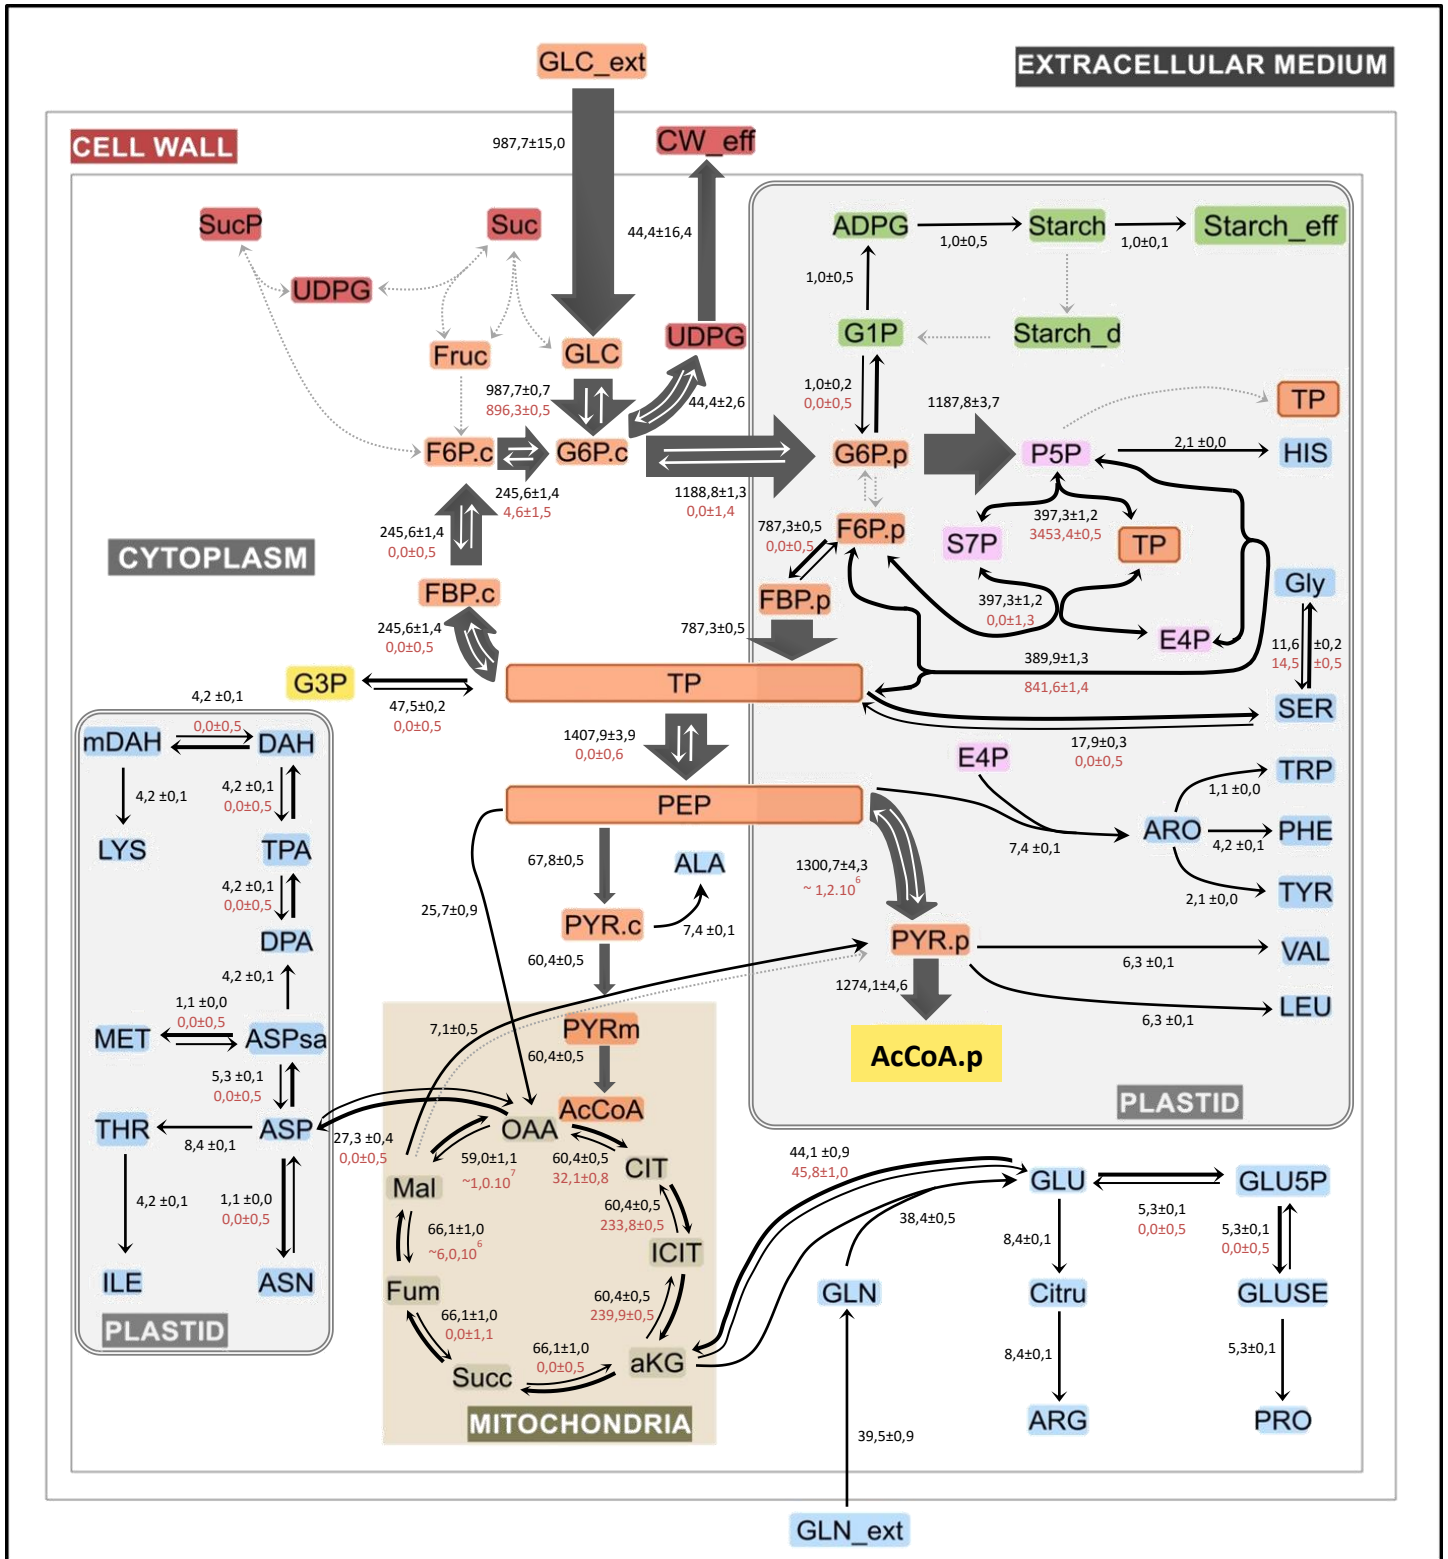 GLC_ext
EXTRACELLULAR MEDIUM
CELL WALL
987,7±15,0
CW_eff
SucP
Suc
UDPG
44,4±16,4
ADPG
1,0±0,5
Starch
1,0±0,1
Starch_eff
1,0±0,5
Fruc
GLC
UDPG
G1P
Starch_d
987,7±0,7
896,3±0,5
44,4±2,6
1,0±0,2
0,0±0,5
1187,8±3,7
TP
F6P.c
G6P.c
G6P.p
P5P
2,1 ±0,0
HIS
245,6±1,4
4,6±1,5
1188,8±1,3
0,0±1,4
245,6±1,4
0,0±0,5
787,3±0,5
0,0±0,5
F6P.p
S7P
397,3±1,2
3453,4±0,5
TP
CYTOPLASM
FBP.c
FBP.p
397,3±1,2
0,0±1,3
Gly
245,6±1,4
0,0±0,5
787,3±0,5
E4P
11,6 ±0,2
14,5 ±0,5
389,9±1,3
841,6±1,4
G3P
TP
SER
47,5±0,2
0,0±0,5
4,2 ±0,1
0,0±0,5
mDAH
DAH
1407,9±3,9
0,0±0,6
17,9±0,3
0,0±0,5
E4P
TRP
4,2 ±0,1
4,2 ±0,1
0,0±0,5
PEP
1,1 ±0,0
ARO
PHE
7,4 ±0,1
4,2 ±0,1
LYS
TPA
67,8±0,5
ALA
1300,7±4,3
~ 1,2.10^6
TYR
2,1 ±0,0
4,2 ±0,1
0,0±0,5
25,7±0,9
PYR.c
7,4 ±0,1
DPA
PYR.p
VAL
6,3 ±0,1
60,4±0,5
4,2 ±0,1
1274,1±4,6
LEU
6,3 ±0,1
1,1 ±0,0
0,0±0,5
MET
ASPsa
7,1±0,5
PYRm
60,4±0,5
AcCoA.p
5,3 ±0,1
0,0±0,5
AcCoA
PLASTID
THR
8,4 ±0,1
ASP
27,3 ±0,4
0,0±0,5
OAA
59,0±1,1
~1,0.10^7
60,4±0,5
32,1±0,8
CIT
44,1 ±0,9
45,8±1,0
Mal
GLU
5,3±0,1
0,0±0,5
GLU5P
4,2 ±0,1
1,1 ±0,0
0,0±0,5
60,4±0,5
233,8±0,5
38,4±0,5
66,1±1,0
~6,0,10^6
ICIT
8,4±0,1
5,3±0,1
0,0±0,5
ILE
ASN
Fum
60,4±0,5
239,9±0,5
GLN
Citru
GLUSE
PLASTID
66,1±1,0
0,0±1,1
66,1±1,0
0,0±0,5
aKG
8,4±0,1
5,3±0,1
Succ
MITOCHONDRIA
ARG
PRO
39,5±0,9
GLN_ext